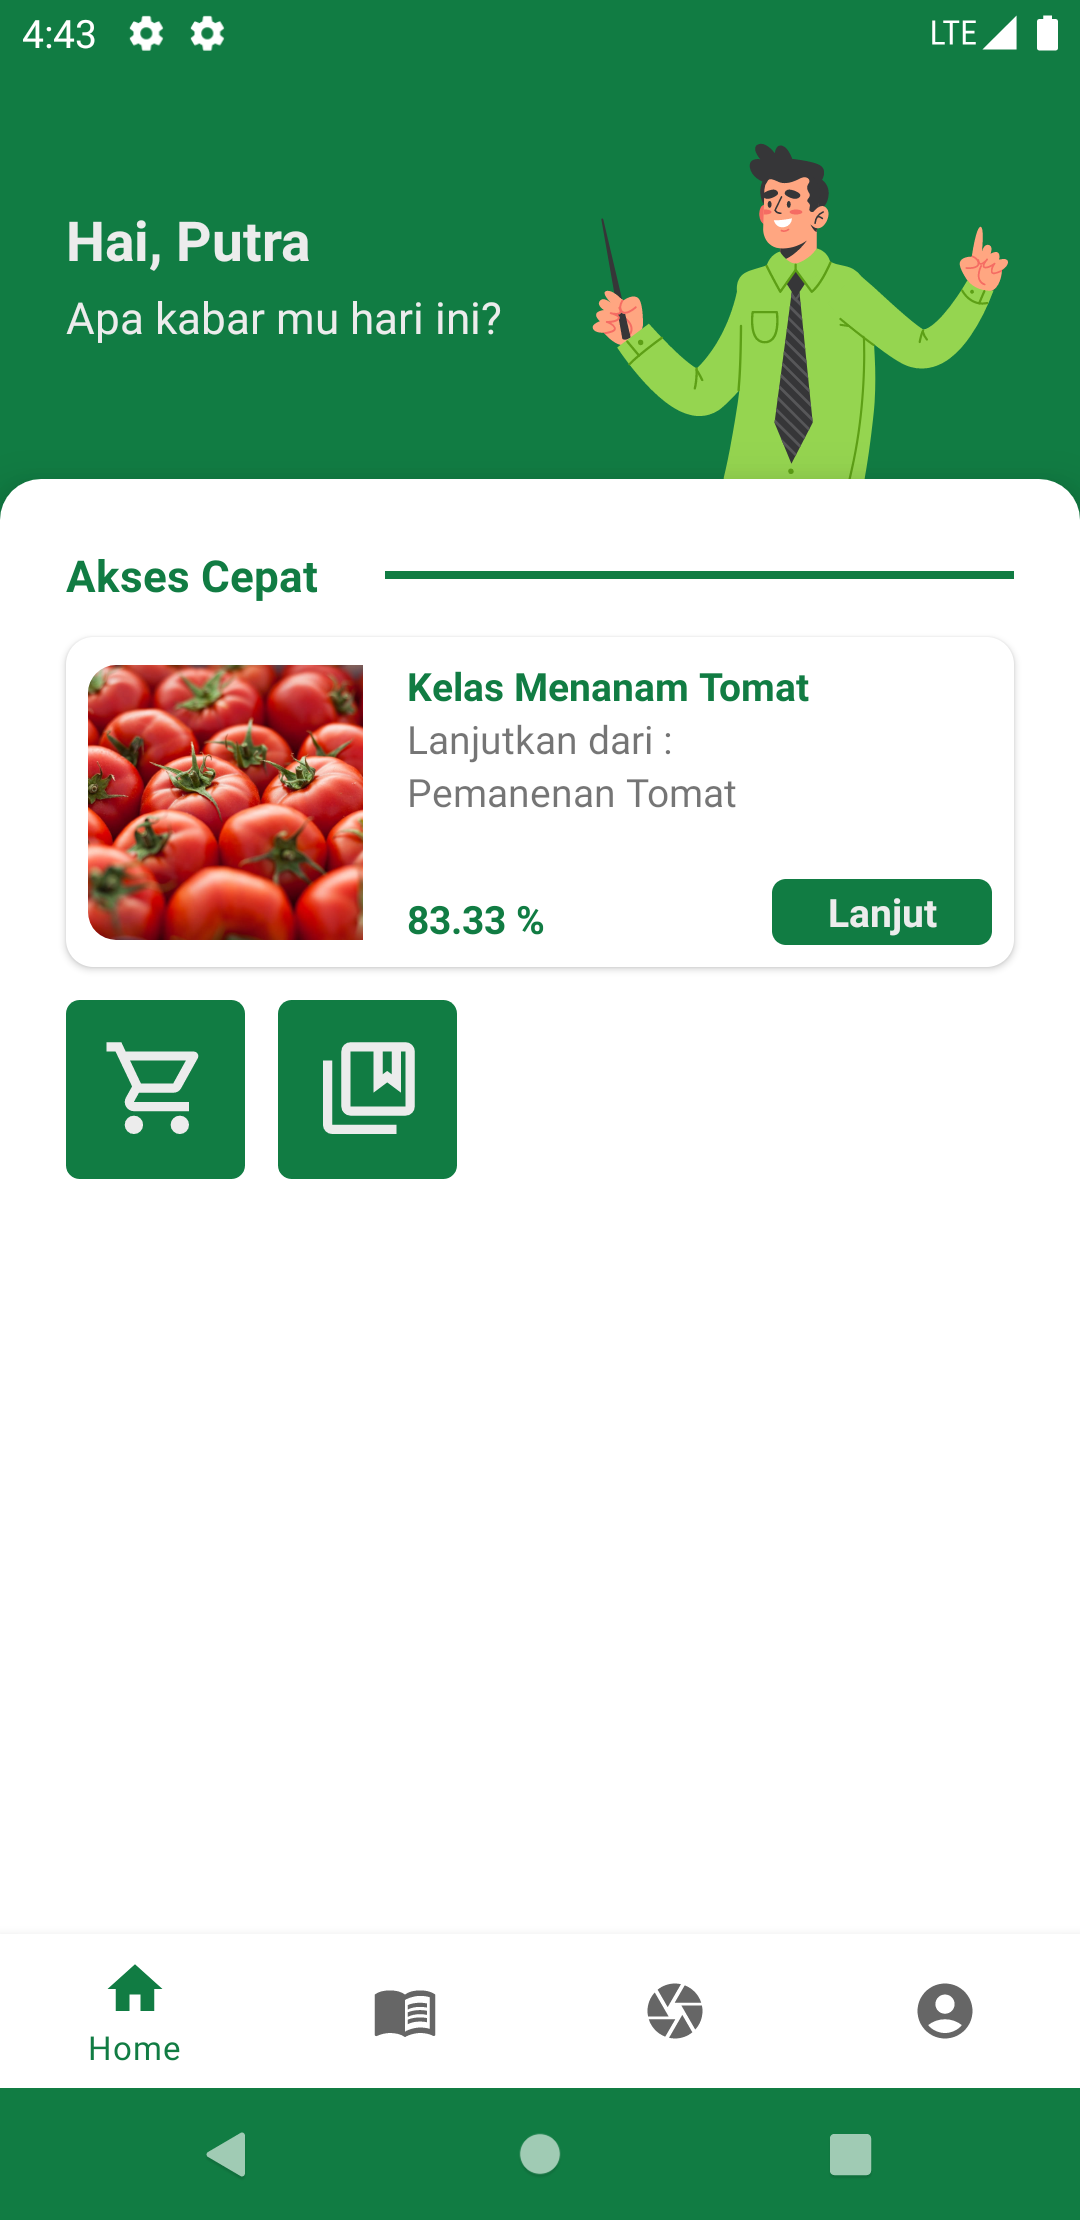 4:43
LTE
Hai, Putra
Apa kabar mu hari ini?
Akses Cepat
Kelas Menanam Tomat
Lanjutkan dari :
Pemanenan Tomat
83.33 %
Lanjut
Home